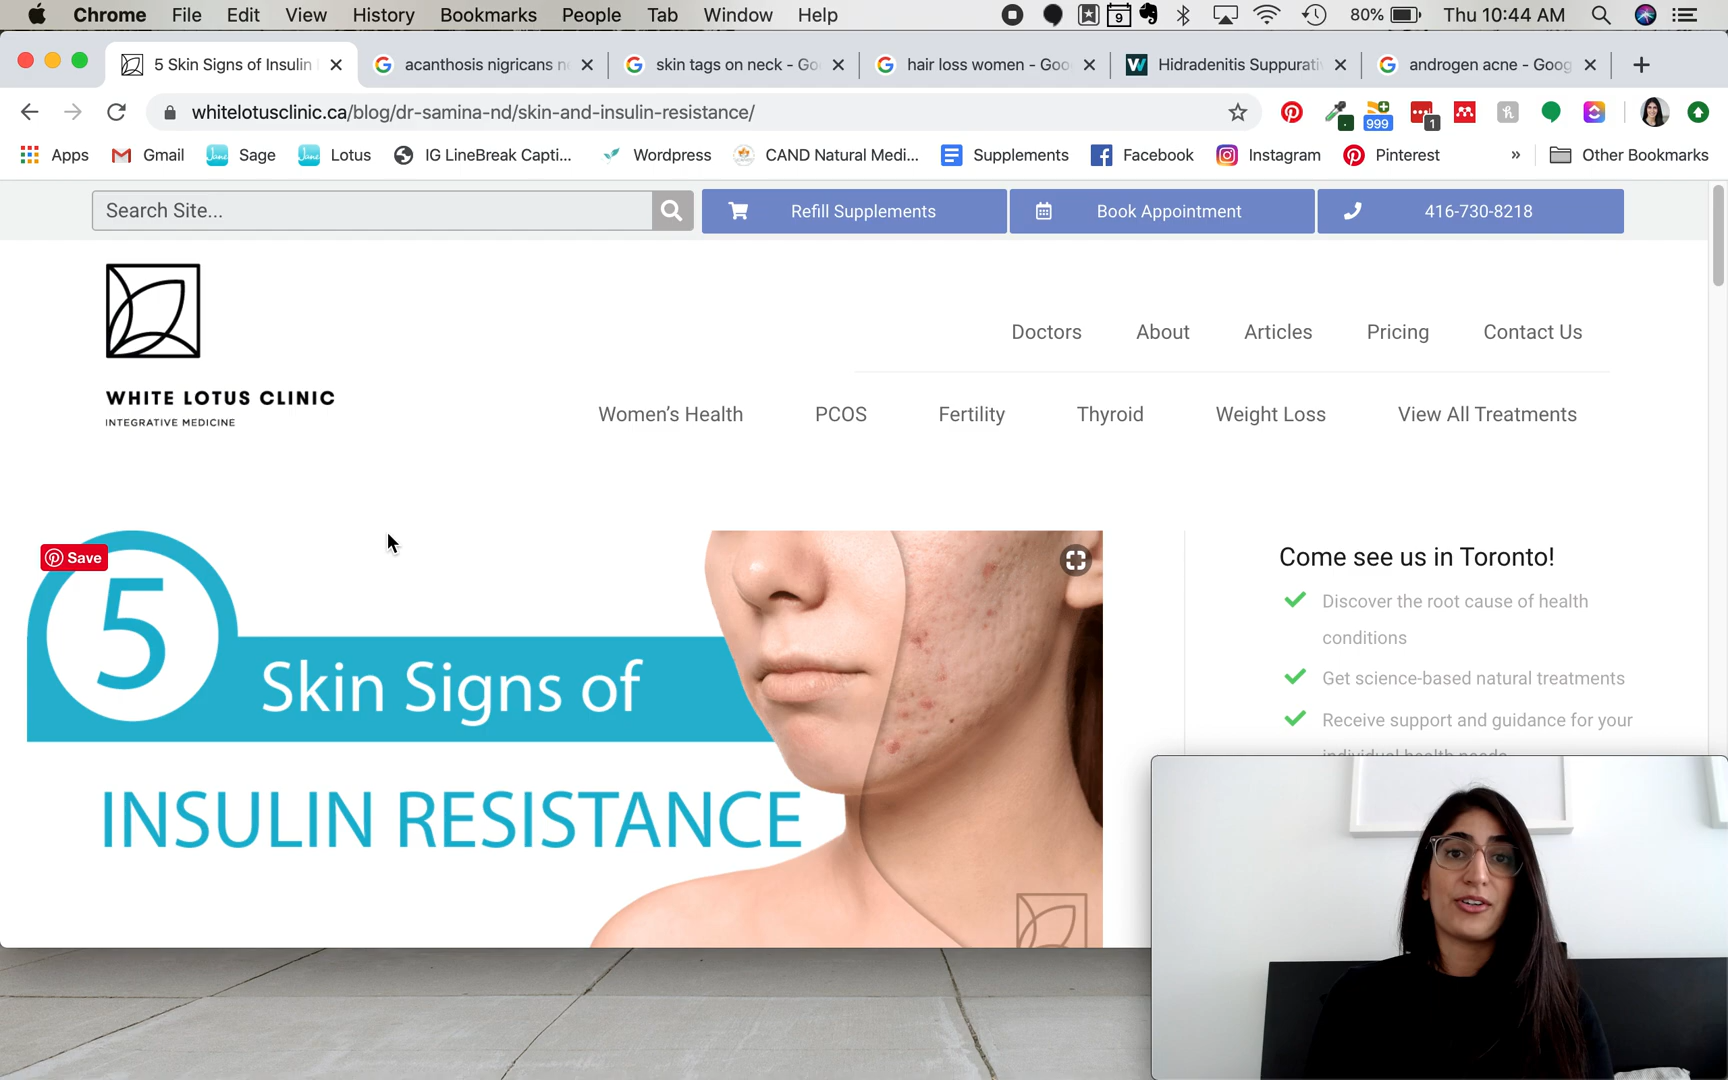 Chrome File Edit View History Bookmarks People Tab Window Help 9 80% Thu 10:44 AM
5 Skin Signs of Insulin acanthosis nigricans n skin tags on neck - Go hair loss women - Goo Hidradenitis Suppurati androgen acne - Goog
whitelotusclinic.ca/blog/dr-samina-nd/skin-and-insulin-resistance/ 999 1
Apps Gmail Sage Lotus IG LineBreak Capti... Wordpress CAND Natural Medi... Supplements Facebook Instagram Pinterest » Other Bookmarks
Search Site... Refill Supplements Book Appointment 416-730-8218
Doctors About Articles Pricing Contact Us
WHITE LOTUS CLINIC
INTEGRATIVE MEDICINE
Women's Health PCOS Fertility Thyroid Weight Loss View All Treatments
Save
5
Skin Signs of
INSULIN RESISTANCE
Come see us in Toronto!
Discover the root cause of health
conditions
Get science-based natural treatments
Receive support and guidance for your
individual health needs